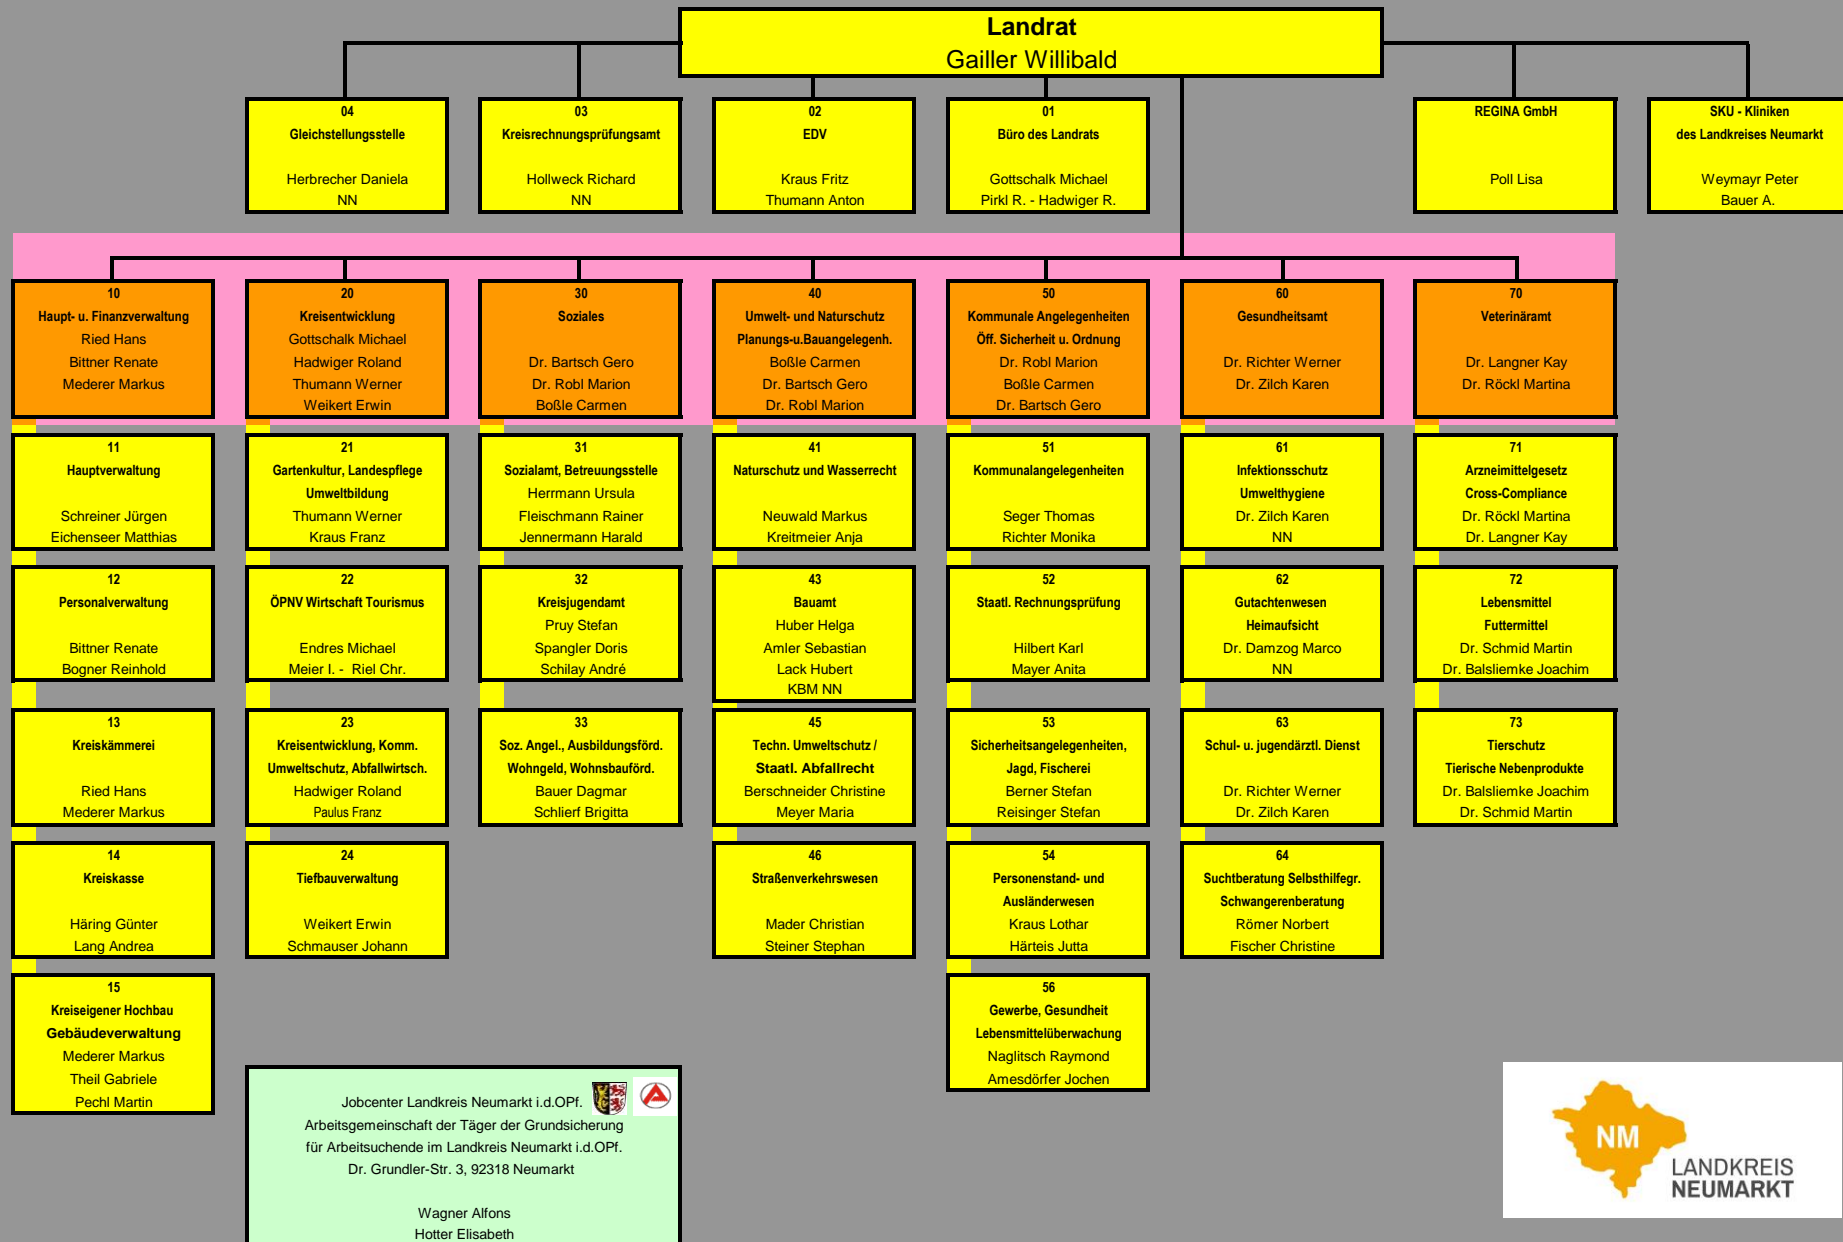 Landrat
Gailler Willibald
04
Gleichstellungsstelle
Herbrecher Daniela
NN
03
Kreisrechnungsprüfungsamt
Hollweck Richard
NN
02
EDV
Kraus Fritz
Thumann Anton
01
Büro des Landrats
Gottschalk Michael
Pirkl R. - Hadwiger R.
REGINA GmbH
Poll Lisa
SKU - Kliniken
des Landkreises Neumarkt
Weymayr Peter
Bauer A.
10
Haupt- u. Finanzverwaltung
Ried Hans
Bittner Renate
Mederer Markus
20
Kreisentwicklung
Gottschalk Michael
Hadwiger Roland
Thumann Werner
Weikert Erwin
30
Soziales
Dr. Bartsch Gero
Dr. Robl Marion
Boßle Carmen
40
Umwelt- und Naturschutz
Planungs-u.Bauangelegenh.
Boßle Carmen
Dr. Bartsch Gero
Dr. Robl Marion
50
Kommunale Angelegenheiten
Öff. Sicherheit u. Ordnung
Dr. Robl Marion
Boßle Carmen
Dr. Bartsch Gero
60
Gesundheitsamt
Dr. Richter Werner
Dr. Zilch Karen
70
Veterinäramt
Dr. Langner Kay
Dr. Röckl Martina
11
Hauptverwaltung
Schreiner Jürgen
Eichenseer Matthias
21
Gartenkultur, Landespflege
Umweltbildung
Thumann Werner
Kraus Franz
31
Sozialamt, Betreuungsstelle
Herrmann Ursula
Fleischmann Rainer
Jennermann Harald
41
Naturschutz und Wasserrecht
Neuwald Markus
Kreitmeier Anja
51
Kommunalangelegenheiten
Seger Thomas
Richter Monika
61
Infektionsschutz
Umwelthygiene
Dr. Zilch Karen
NN
71
Arzneimittelgesetz
Cross-Compliance
Dr. Röckl Martina
Dr. Langner Kay
12
Personalverwaltung
Bittner Renate
Bogner Reinhold
22
ÖPNV Wirtschaft Tourismus
Endres Michael
Meier I. - Riel Chr.
32
Kreisjugendamt
Pruy Stefan
Spangler Doris
Schilay André
43
Bauamt
Huber Helga
Amler Sebastian
Lack Hubert
KBM NN
52
Staatl. Rechnungsprüfung
Hilbert Karl
Mayer Anita
62
Gutachtenwesen
Heimaufsicht
Dr. Damzog Marco
NN
72
Lebensmittel
Futtermittel
Dr. Schmid Martin
Dr. Balsliemke Joachim
13
Kreiskämmerei
Ried Hans
Mederer Markus
23
Kreisentwicklung, Komm.
Umweltschutz, Abfallwirtsch.
Hadwiger Roland
Paulus Franz
33
Soz. Angel., Ausbildungsförd.
Wohngeld, Wohnsbauförd.
Bauer Dagmar
Schlierf Brigitta
45
Techn. Umweltschutz /
Staatl. Abfallrecht
Berschneider Christine
Meyer Maria
53
Sicherheitsangelegenheiten,
Jagd, Fischerei
Berner Stefan
Reisinger Stefan
63
Schul- u. jugendärztl. Dienst
Dr. Richter Werner
Dr. Zilch Karen
73
Tierschutz
Tierische Nebenprodukte
Dr. Balsliemke Joachim
Dr. Schmid Martin
14
Kreiskasse
Häring Günter
Lang Andrea
24
Tiefbauverwaltung
Weikert Erwin
Schmauser Johann
46
Straßenverkehrswesen
Mader Christian
Steiner Stephan
54
Personenstand- und
Ausländerwesen
Kraus Lothar
Härteis Jutta
64
Suchtberatung Selbsthilfegr.
Schwangerenberatung
Römer Norbert
Fischer Christine
15
Kreiseigener Hochbau
Gebäudeverwaltung
Mederer Markus
Theil Gabriele
Pechl Martin
56
Gewerbe, Gesundheit
Lebensmittelüberwachung
Naglitsch Raymond
Amesdörfer Jochen
Jobcenter Landkreis Neumarkt i.d.OPf.
Arbeitsgemeinschaft der Täger der Grundsicherung
für Arbeitsuchende im Landkreis Neumarkt i.d.OPf.
Dr. Grundler-Str. 3, 92318 Neumarkt
Wagner Alfons
Hotter Elisabeth
NM
LANDKREIS
NEUMARKT